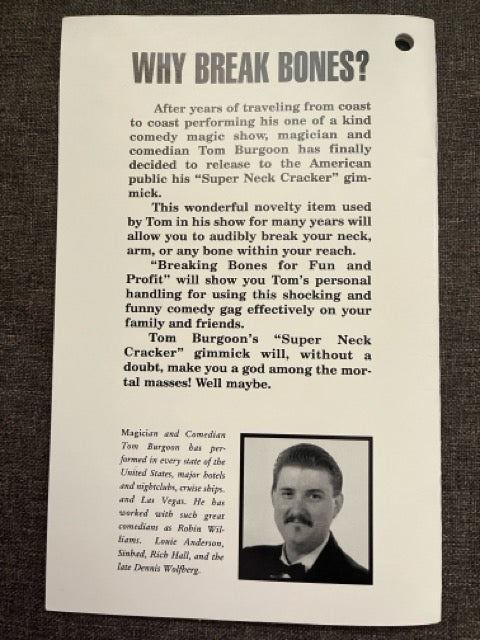 WHY BREAK BONES?
After years of traveling from coast
to coast performing his one of a kind
comedy magic show, magician and
comedian Tom Burgoon has finally
decided to release to the American
public his “Super Neck Cracker” gim-
mick.
This wonderful novelty item used
by Tom in his show for many years will
allow you to audibly break your neck,
arm, or any bone within your reach.
“Breaking Bones for Fun and
Profit” will show you Tom's personal
handling for using this shocking and
funny comedy gag effectively on your
family and friends.
Tom Burgoon's “Super Neck
Cracker” gimmick will, without a
doubt, make you a god among the mor-
tal masses! Well maybe.
Magician and Comedian
Tom Burgoon has per-
formed in every state of the
United States, major hotels
and nightclubs, cruise ships,
and Las Vegas. He has
worked with such great
comedians as Robin Wil-
liams. Louie Anderson,
Sinbad, Rich Hall, and the
late Dennis Wolfberg.